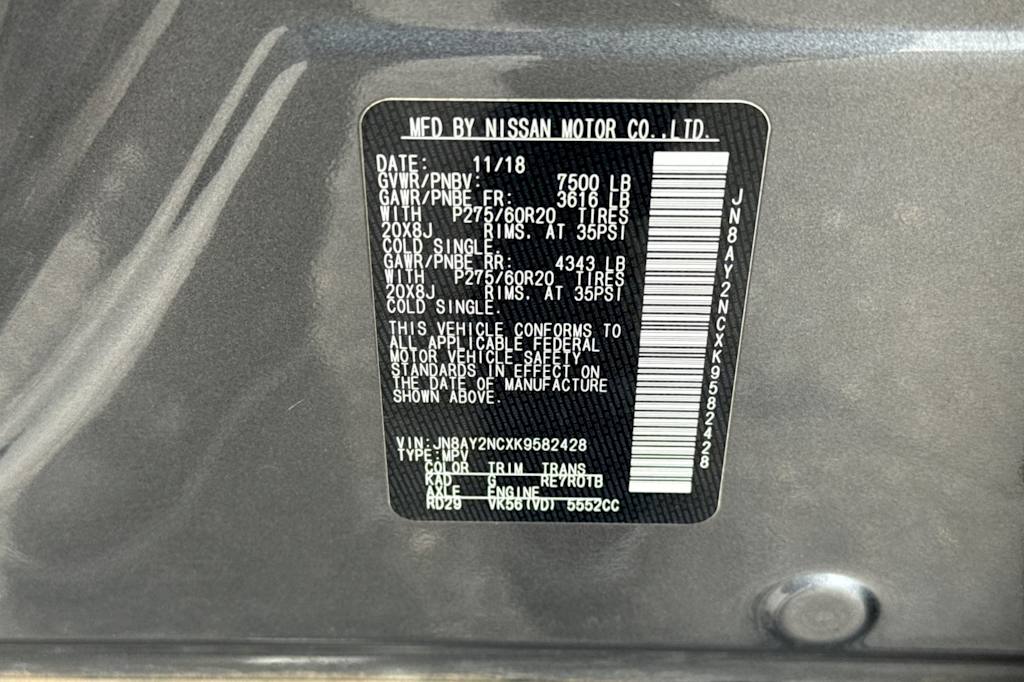 MFD BY NISSAN MOTOR CO.,LTD.
DATE: 11/18
GVWR/PNBV: 7500 LB
GAWR/PNBE FR: 3616 LB
WITH P275/60R20 TIRES
20X8J RIMS. AT 35PSI
COLD SINGLE.
GAWR/PNBE RR: 4343 LB
WITH P275/60R20 TIRES
20X8J RIMS. AT 35PSI
COLD SINGLE.
THIS VEHICLE CONFORMS TO
ALL APPLICABLE FEDERAL
MOTOR VEHICLE SAFETY
STANDARDS IN EFFECT ON
THE DATE OF MANUFACTURE
SHOWN ABOVE.
VIN:JN8AY2NCXK9582428
TYPE:MPV
COLOR TRIM TRANS
KAD G RE7R01B
AXLE ENGINE
RD29 VK56(VD) 5552CC
JN8AY2NCXK9582428